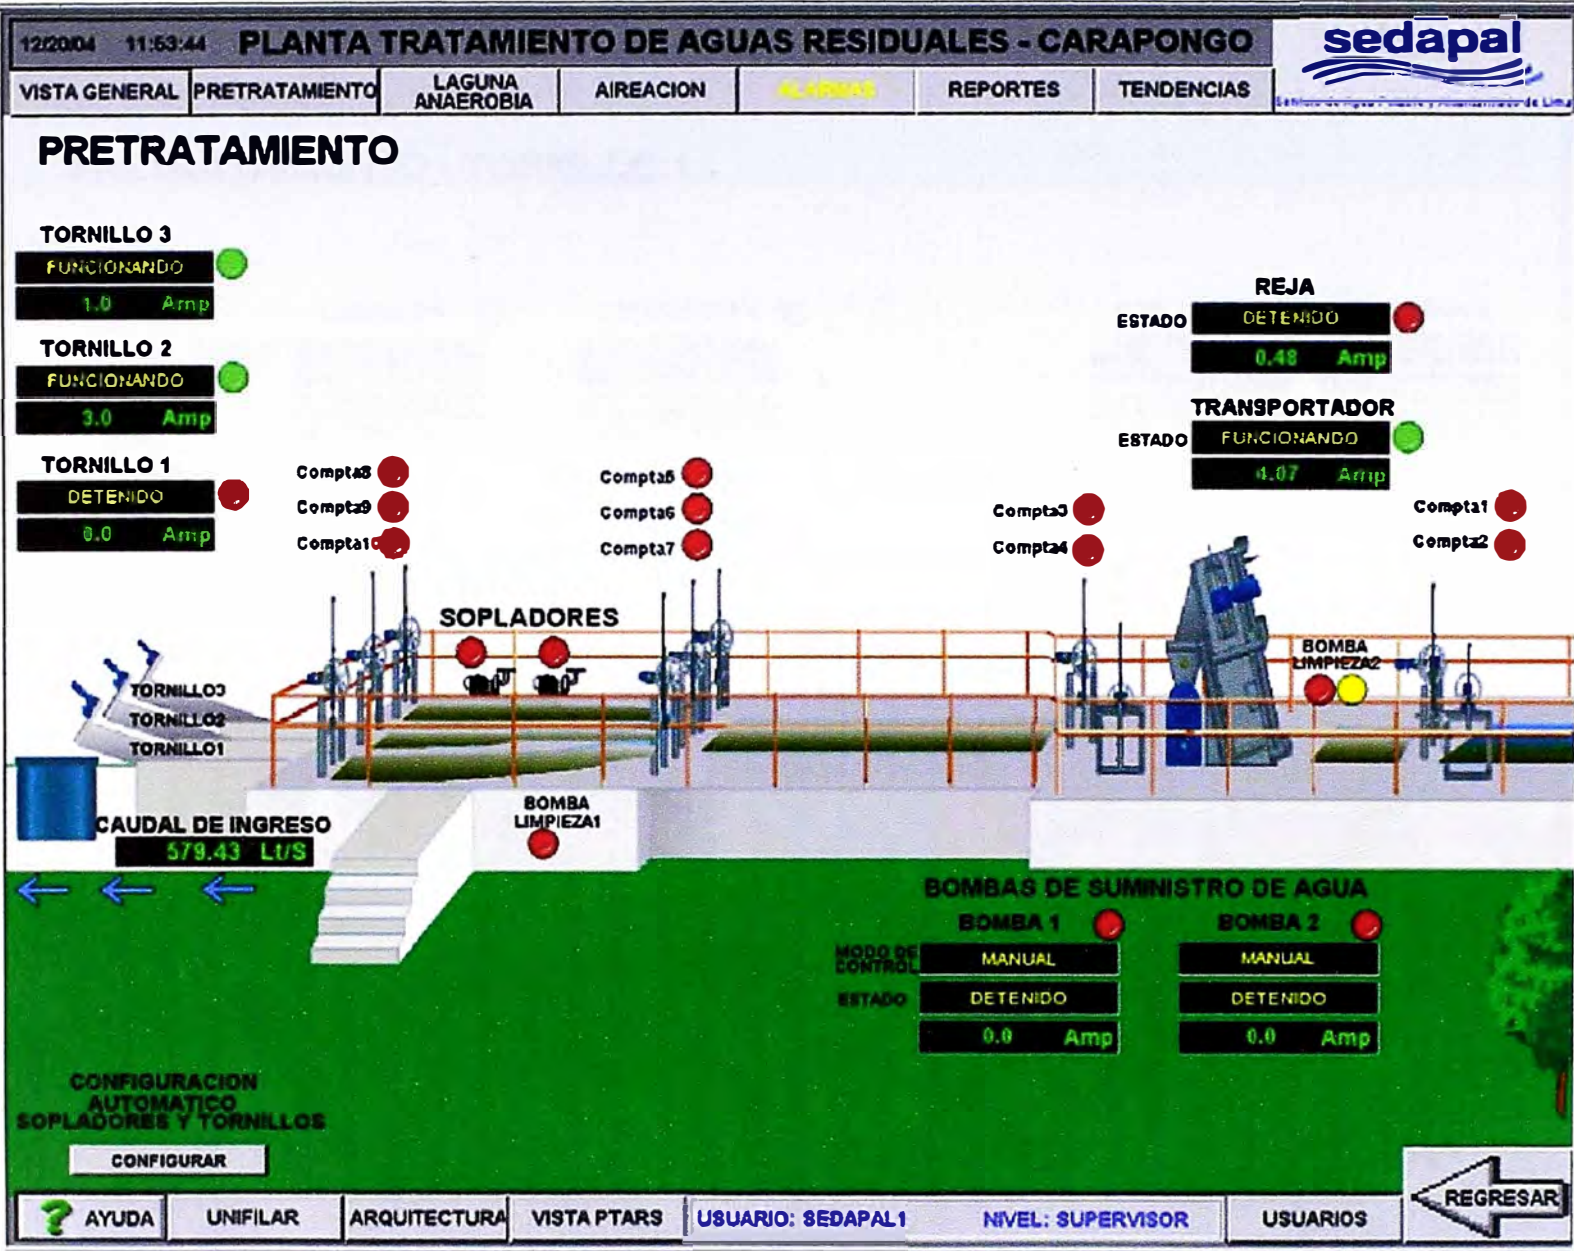 12/20/04 11:53:44 PLANTA TRATAMIENTO DE AGUAS RESIDUALES - CARAPONGO
sedapal
VISTA GENERAL PRETRATAMIENTO LAGUNA ANAEROBIA AIREACION ALARMAS REPORTES TENDENCIAS
PRETRATAMIENTO
TORNILLO 3
FUNCIONANDO
1.0 Amp
TORNILLO 2
FUNCIONANDO
3.0 Amp
TORNILLO 1
DETENIDO
0.0 Amp
REJA
ESTADO DETENIDO
0.48 Amp
TRANSPORTADOR
ESTADO FUNCIONANDO
4.07 Amp
Compta8
Compta9
Compta1
Compta5
Compta6
Compta7
Compta3
Compta4
Compta1
Compta2
SOPLADORES
BOMBA
LIMPIEZA2
TORNILLO3
TORNILLO2
TORNILLO1
BOMBA
LIMPIEZA1
CAUDAL DE INGRESO
579.43 Lt/S
BOMBAS DE SUMINISTRO DE AGUA
BOMBA 1 BOMBA 2
MODO DE CONTROL MANUAL MANUAL
ESTADO DETENIDO DETENIDO
0.0 Amp 0.0 Amp
CONFIGURACION
AUTOMATICO
SOPLADORES Y TORNILLOS
CONFIGURAR
REGRESAR
? AYUDA UNIFILAR ARQUITECTURA VISTA PTARS USUARIO: SEDAPAL1 NIVEL: SUPERVISOR USUARIOS